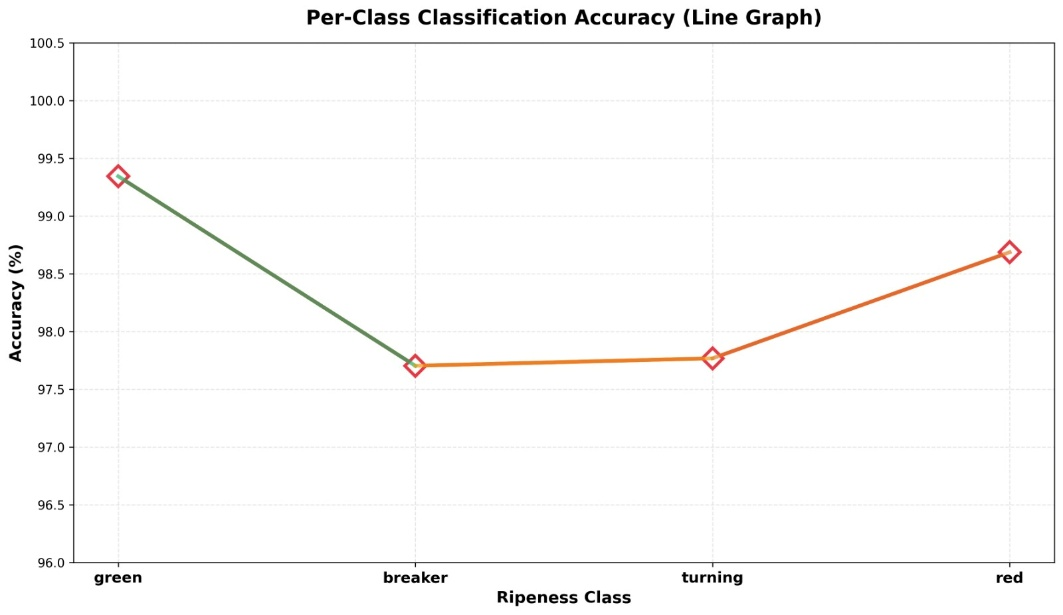 Per-Class Classification Accuracy (Line Graph)
100.5
100.0
99.5
99.0
98.5
98.0
97.5
97.0
96.5
96.0
Accuracy (%)
green breaker turning red
Ripeness Class